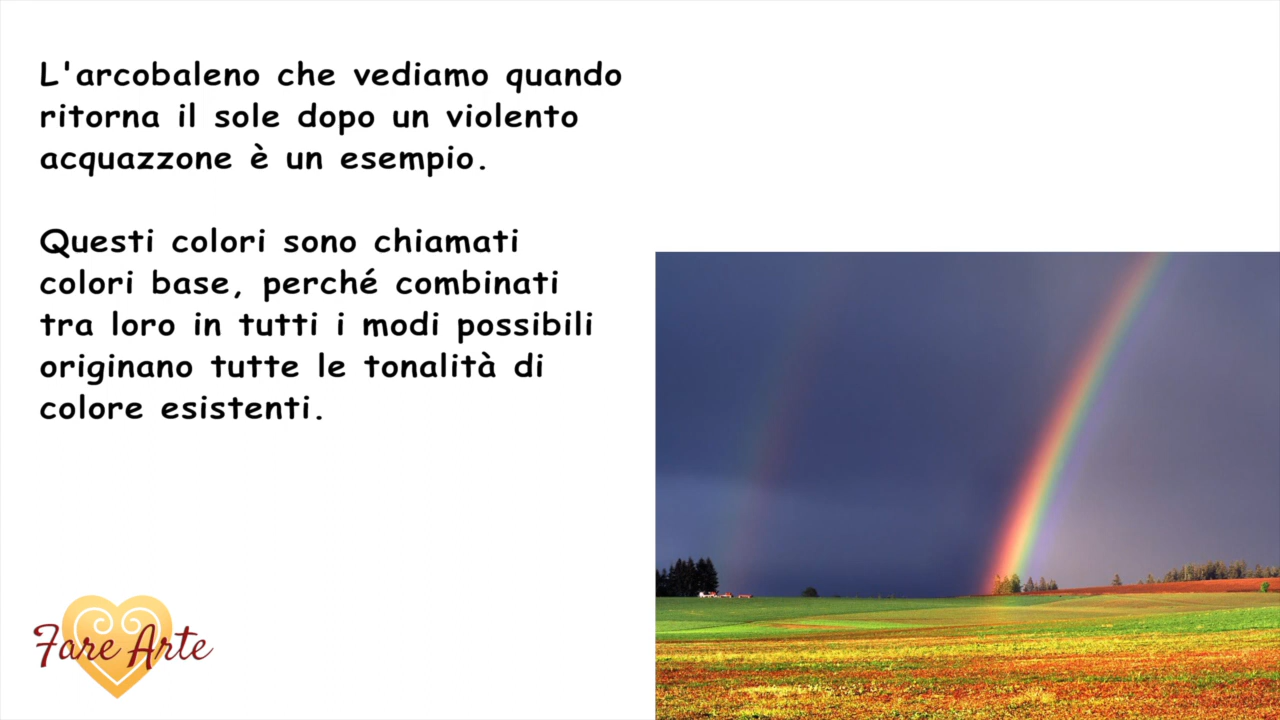 L'arcobaleno che vediamo quando
ritorna il sole dopo un violento
acquazzone è un esempio.
Questi colori sono chiamati
colori base, perché combinati
tra loro in tutti i modi possibili
originano tutte le tonalità di
colore esistenti.
Fare Arte